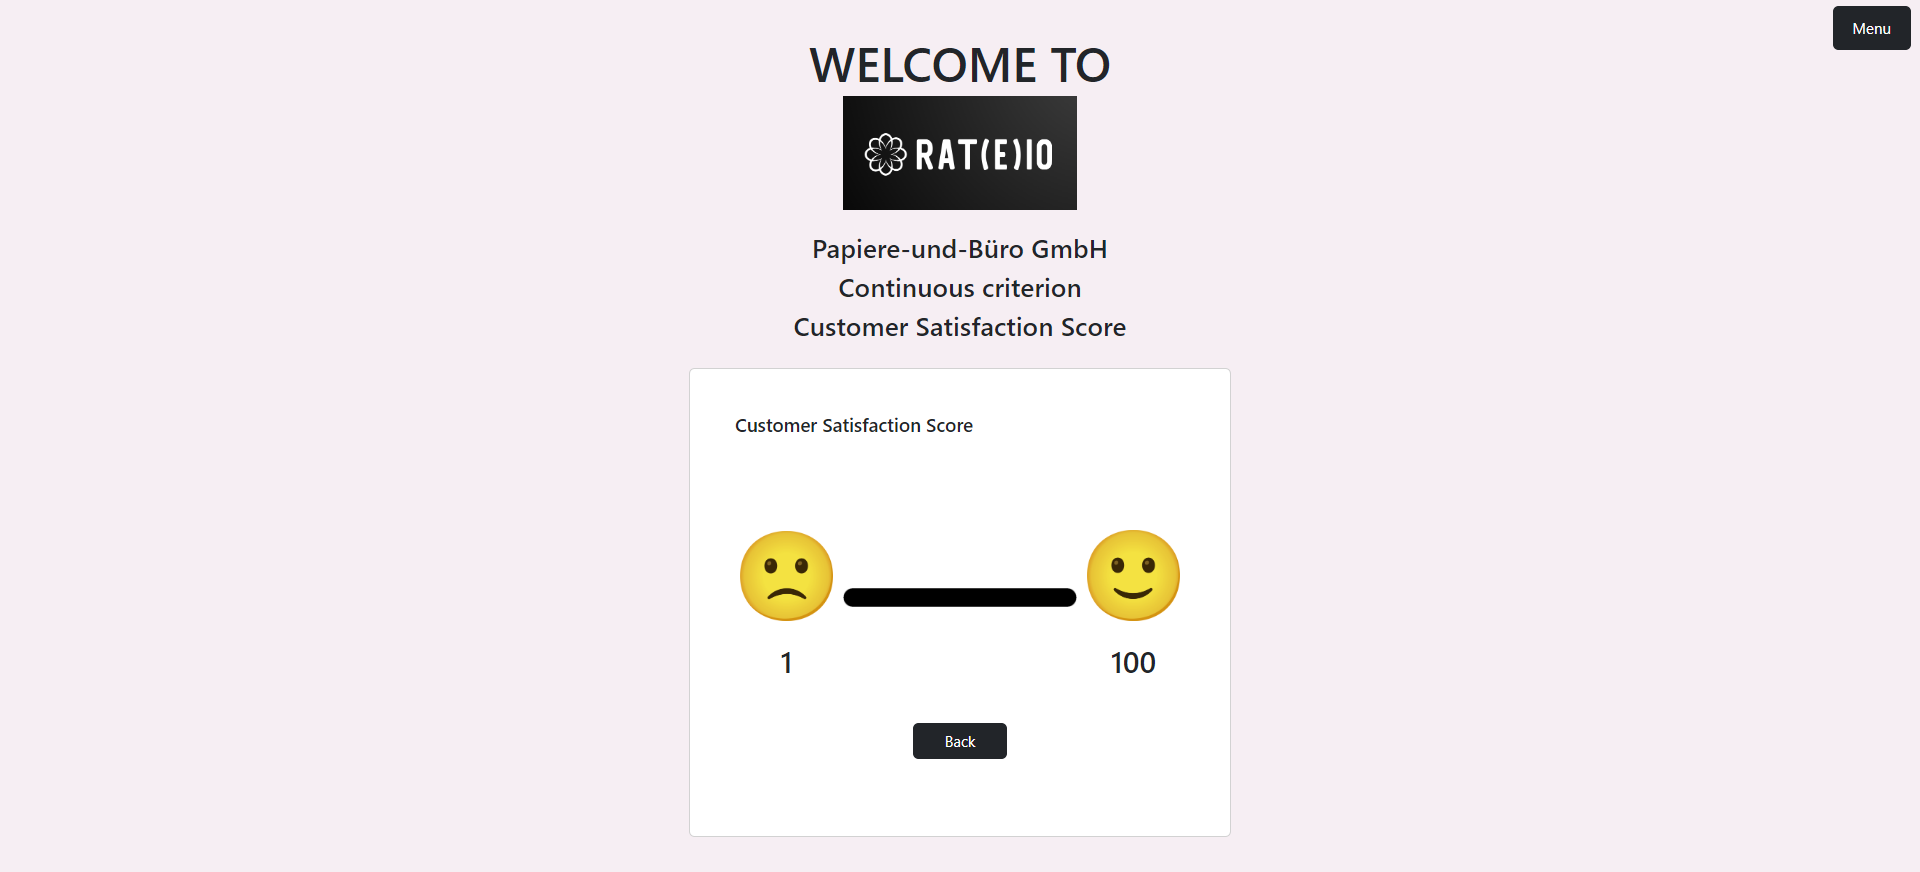 Menu
WELCOME TO
RAT(E)IO
Papiere-und-Büro GmbH
Continuous criterion
Customer Satisfaction Score
Customer Satisfaction Score
1
100
Back